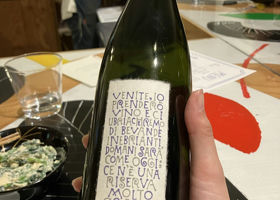 VENITE, IO
PRENDERÒ
VINO E CI
UBRIACHEREMO
DI BEVANDE
INEBRIANTI.
DOMANI SARÀ
COME OGGI.
CE N'È UNA
RISERVA
MOLTO